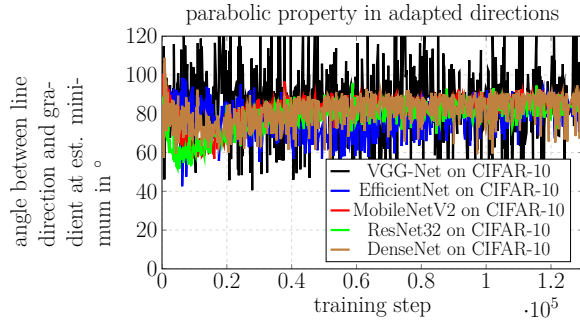 parabolic property in adapted directions
angle between line
direction and gra-
dient at est. mini-
mum in °
120
100
80
60
40
20
0
VGG-Net on CIFAR-10
EfficientNet on CIFAR-10
MobileNetV2 on CIFAR-10
ResNet32 on CIFAR-10
DenseNet on CIFAR-10
0 0.2 0.4 0.6 0.8 1 1.2
training step
·10⁵